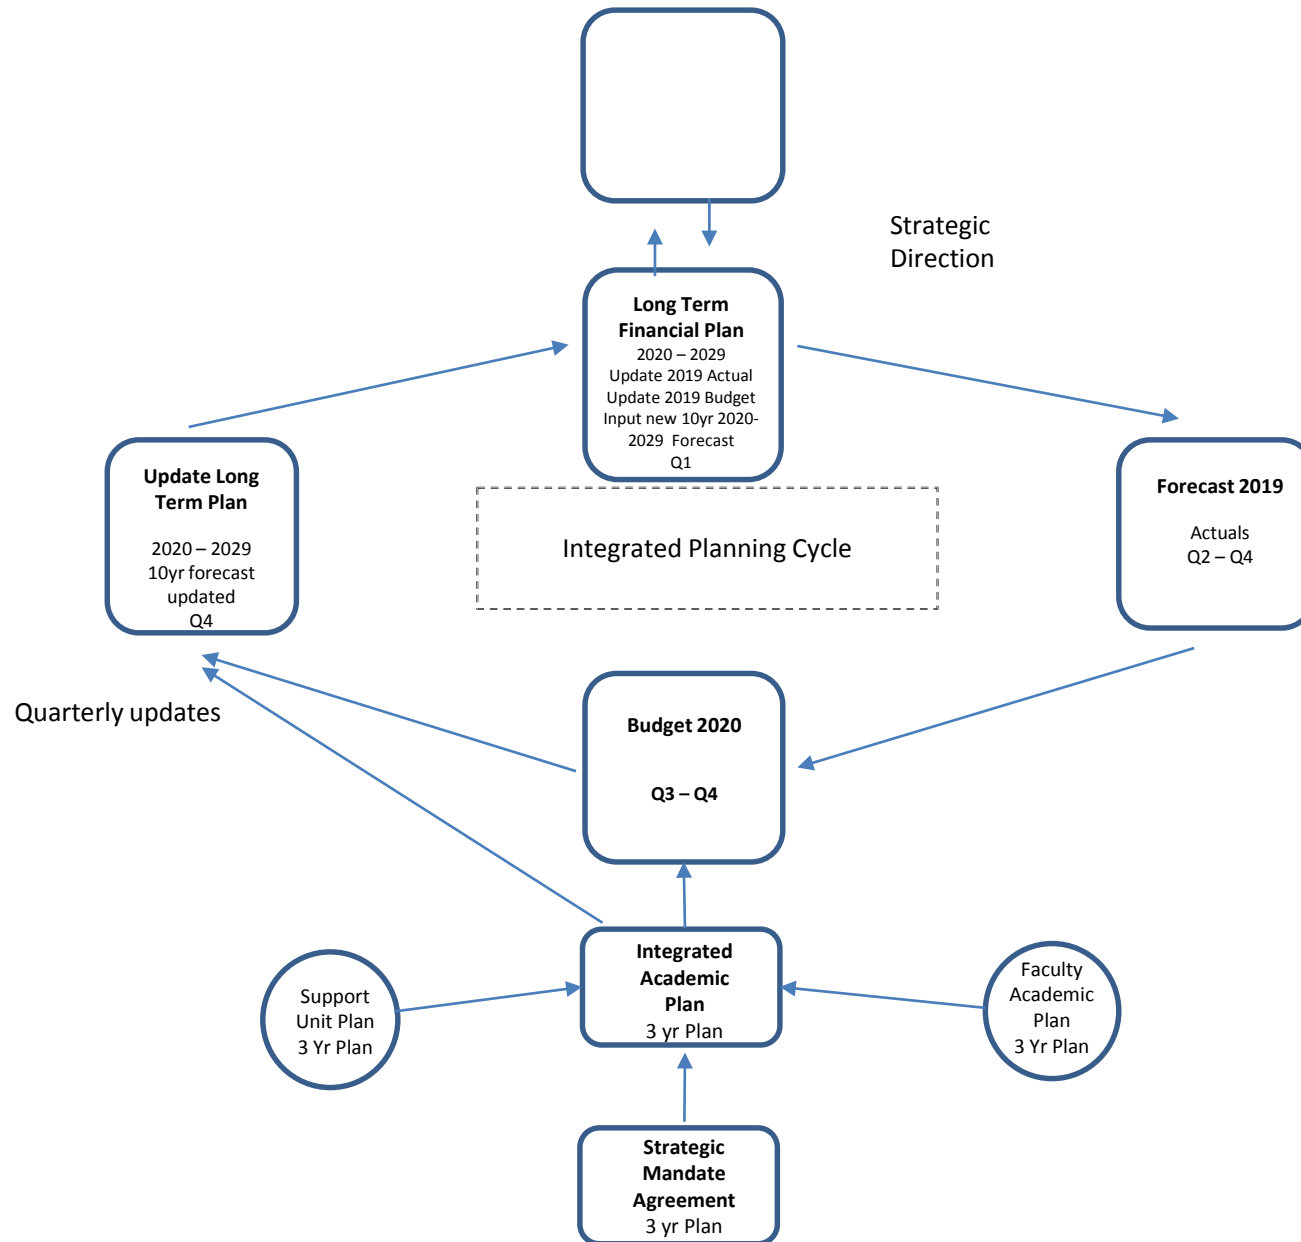 Strategic
Direction
Long Term
Financial Plan
2020 – 2029
Update 2019 Actual
Update 2019 Budget
Input new 10yr 2020-
2029 Forecast
Q1
Update Long
Term Plan
2020 – 2029
10yr forecast
updated
Q4
Forecast 2019
Actuals
Q2 – Q4
Integrated Planning Cycle
Quarterly updates
Budget 2020
Q3 – Q4
Integrated
Academic
Plan
3 yr Plan
Support
Unit Plan
3 Yr Plan
Faculty
Academic
Plan
3 Yr Plan
Strategic
Mandate
Agreement
3 yr Plan